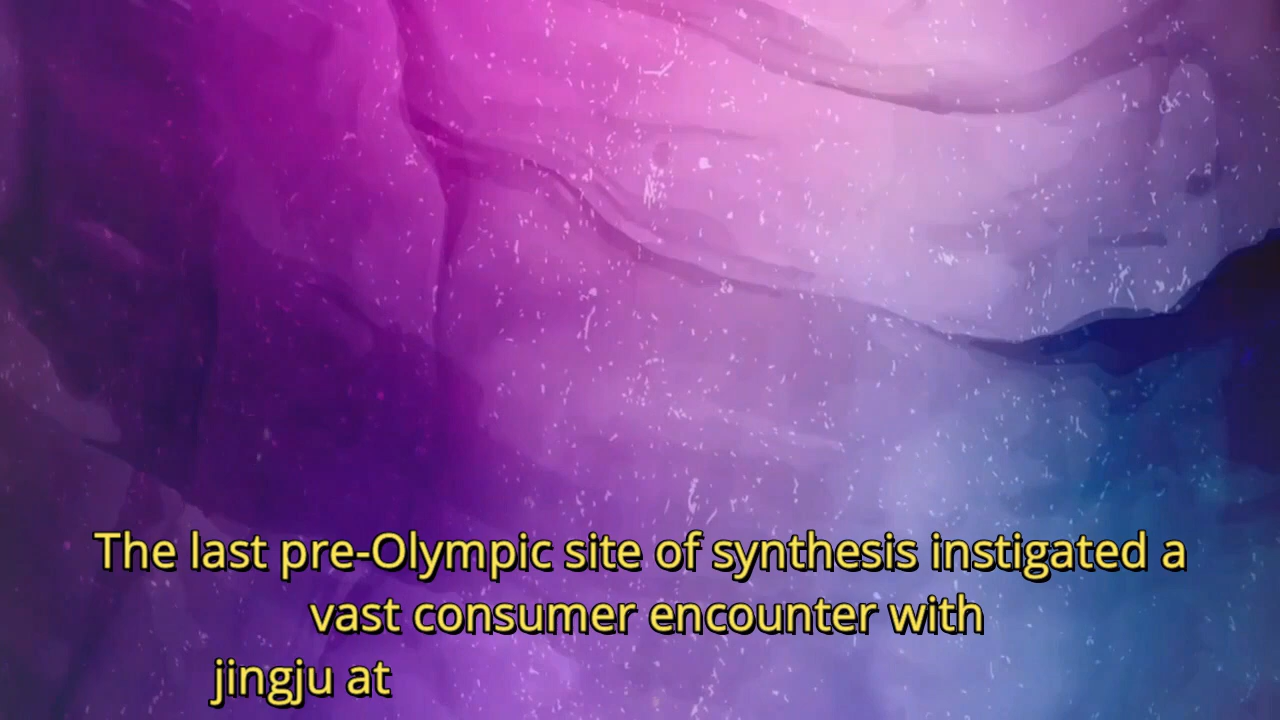 The last pre-Olympic site of synthesis instigated a
vast consumer encounter with
jingju at